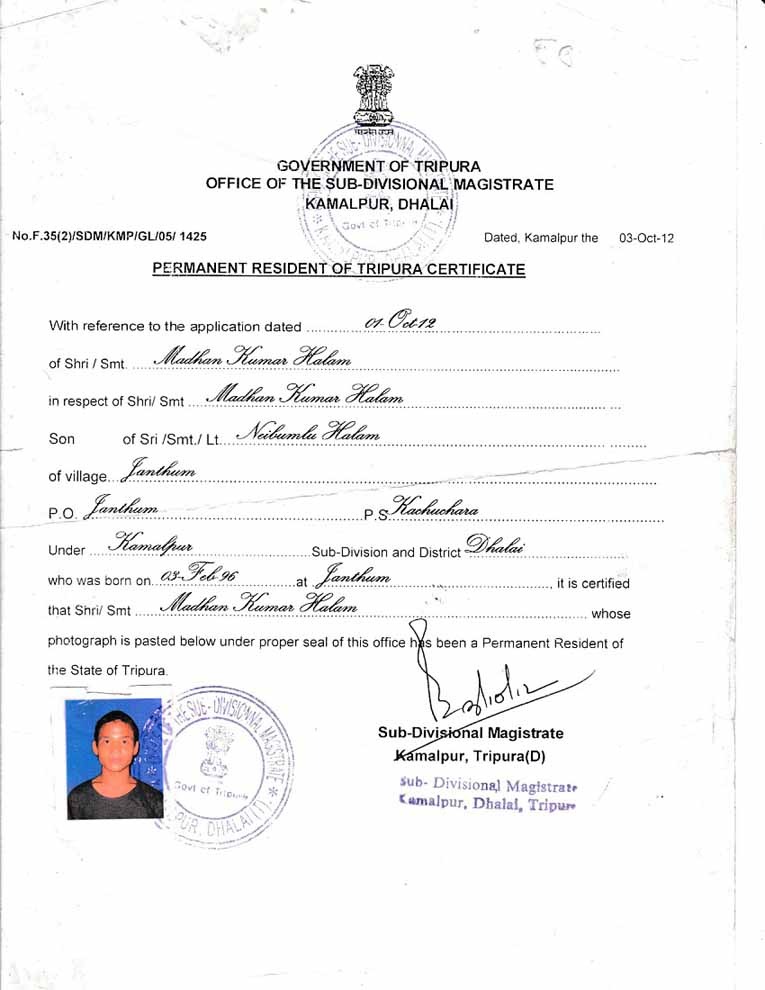 सत्यमेव जयते
GOVERNMENT OF TRIPURA
OFFICE OF THE SUB-DIVISIONAL MAGISTRATE
KAMALPUR, DHALAI
Govt of Tripura
No.F.35(2)/SDM/KMP/GL/05/ 1425 Dated, Kamalpur the 03-Oct-12
PERMANENT RESIDENT OF TRIPURA CERTIFICATE
With reference to the application dated 01-Oct-12
of Shri / Smt. Madhan Kumar Halam
in respect of Shri/ Smt Madhan Kumar Halam
Son of Sri /Smt./ Lt. Neibumlu Halam
of village. Janthum
P.O. Janthum P.S Kachuchara
Under Kamalpur Sub-Division and District Dhalai
who was born on. 03-Feb-96 at Janthum, it is certified
that Shri/ Smt Madhan Kumar Halam whose
photograph is pasted below under proper seal of this office has been a Permanent Resident of
the State of Tripura.
THE SUB-DIVISIONAL MAGISTRATE
Govt of Tripura
PUR, DHALAI (T).
Sub-Divisional Magistrate
Kamalpur, Tripura(D)
Sub- Divisional Magistrate
Kamalpur, Dhalai, Tripura